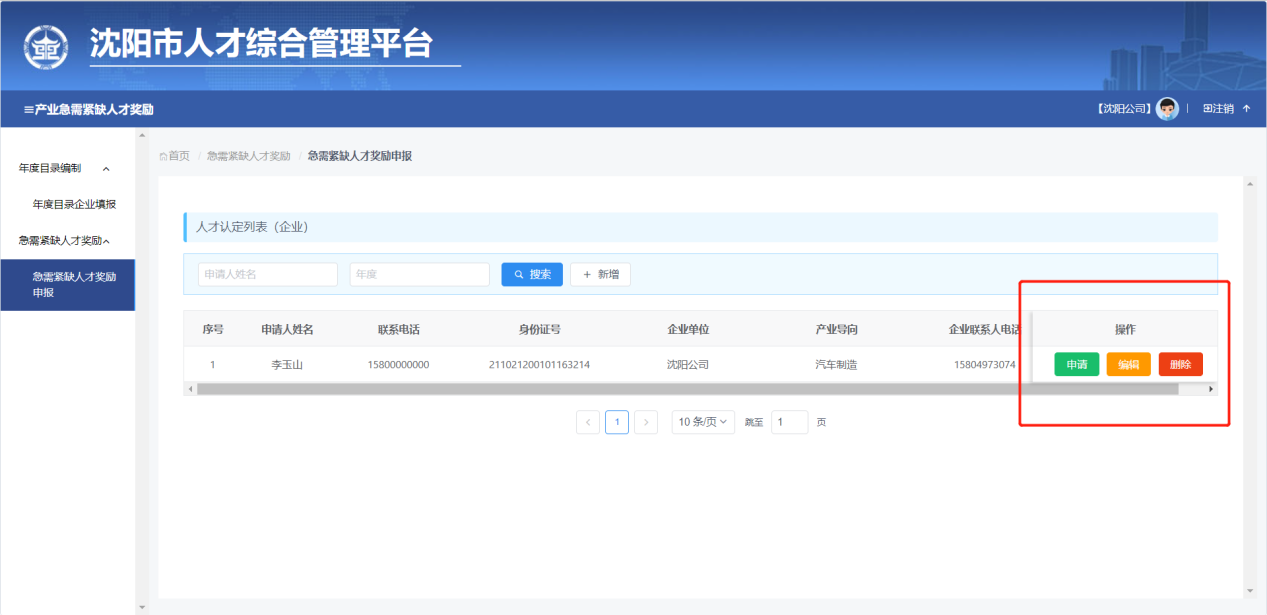 沈阳市人才综合管理平台
产业急需紧缺人才奖励
【沈阳公司】 注销
年度目录编制
年度目录企业填报
急需紧缺人才奖励
急需紧缺人才奖励
申报
首页 / 急需紧缺人才奖励 / 急需紧缺人才奖励申报
人才认定列表（企业）
申请人姓名 年度 搜索 + 新增
序号 申请人姓名 联系电话 身份证号 企业单位 产业导向 企业联系人电话 操作
1 李玉山 15800000000 211021200101163214 沈阳公司 汽车制造 15804973074 申请 编辑 删除
1 10 条/页 跳至 1 页